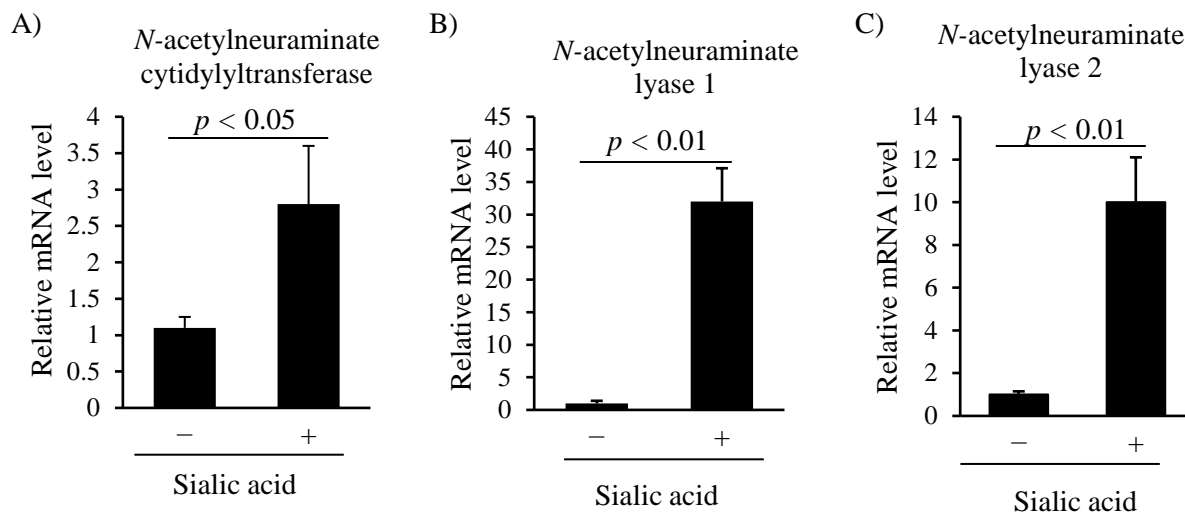 A)
N-acetylneuraminate
cytidylyltransferase
Relative mRNA level
4
3.5
3
2.5
2
1.5
1
0.5
0
p < 0.05
− +
Sialic acid
B)
N-acetylneuraminate
lyase 1
Relative mRNA level
45
40
35
30
25
20
15
10
5
0
p < 0.01
− +
Sialic acid
C)
N-acetylneuraminate
lyase 2
Relative mRNA level
14
12
10
8
6
4
2
0
p < 0.01
− +
Sialic acid